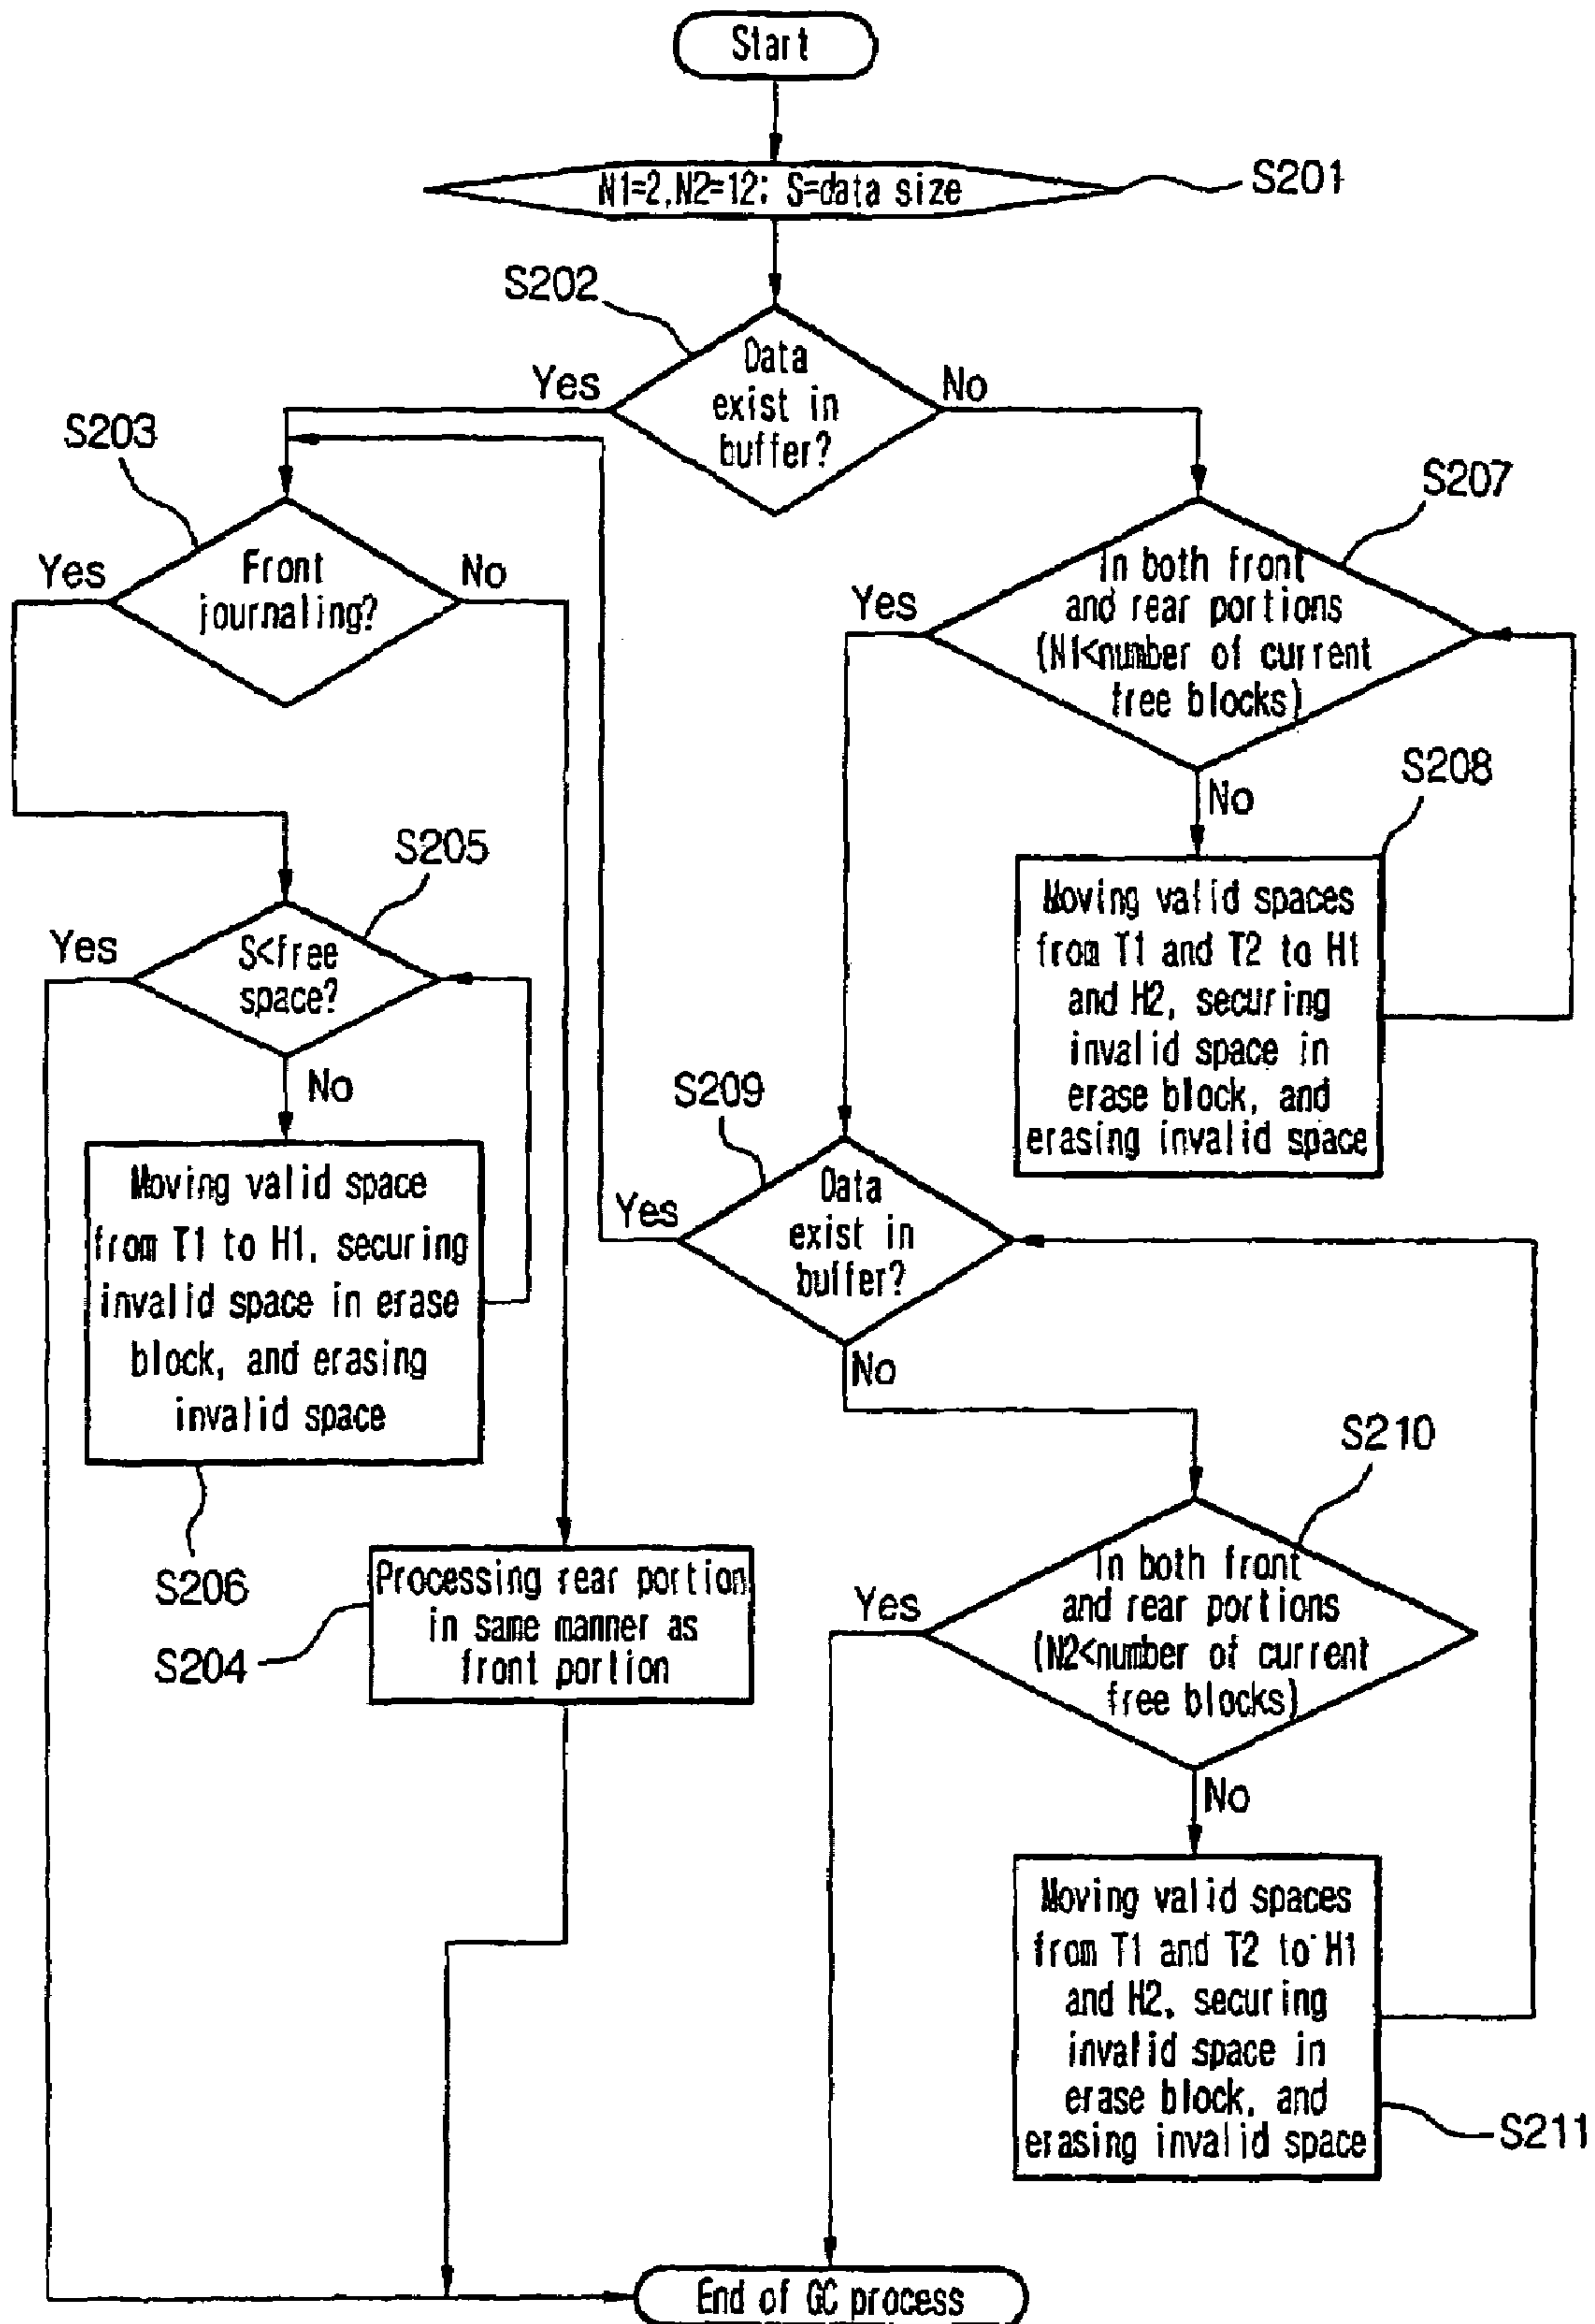 Start
N1=2,N2=12; S=data size
S201
S202
Data
exist in
buffer?
Yes
No
S203
Front
journaling?
Yes
No
S207
In both front
and rear portions
(N1<number of current
free blocks)
Yes
No
S208
Moving valid spaces
from T1 and T2 to H1
and H2, securing
invalid space in
erase block, and
erasing invalid space
S205
S<free
space?
Yes
No
Moving valid space
from T1 to H1, securing
invalid space in erase
block, and erasing
invalid space
S206
S209
Data
exist in
buffer?
Yes
No
Processing rear portion
in same manner as
front portion
S204
S210
In both front
and rear portions
(N2<number of current
free blocks)
Yes
No
Moving valid spaces
from T1 and T2 to H1
and H2, securing
invalid space in
erase block, and
erasing invalid space
S211
End of GC process